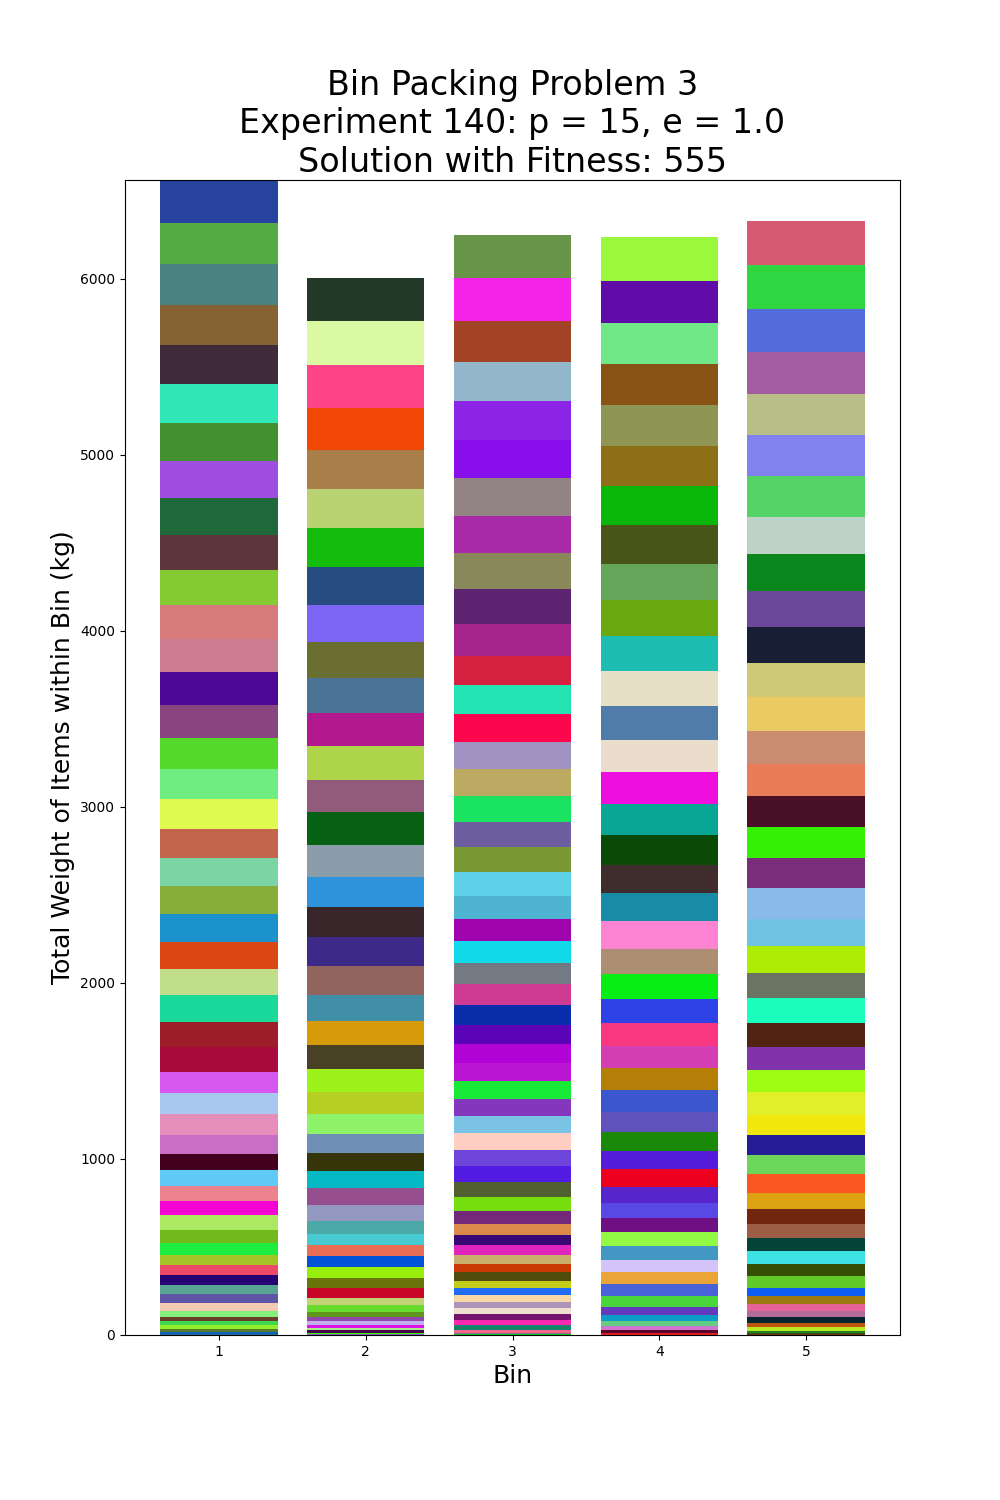 Bin Packing Problem 3
Experiment 140: p = 15, e = 1.0
Solution with Fitness: 555
Total Weight of Items within Bin (kg)
6000
5000
4000
3000
2000
1000
0
1 2 3 4 5
Bin